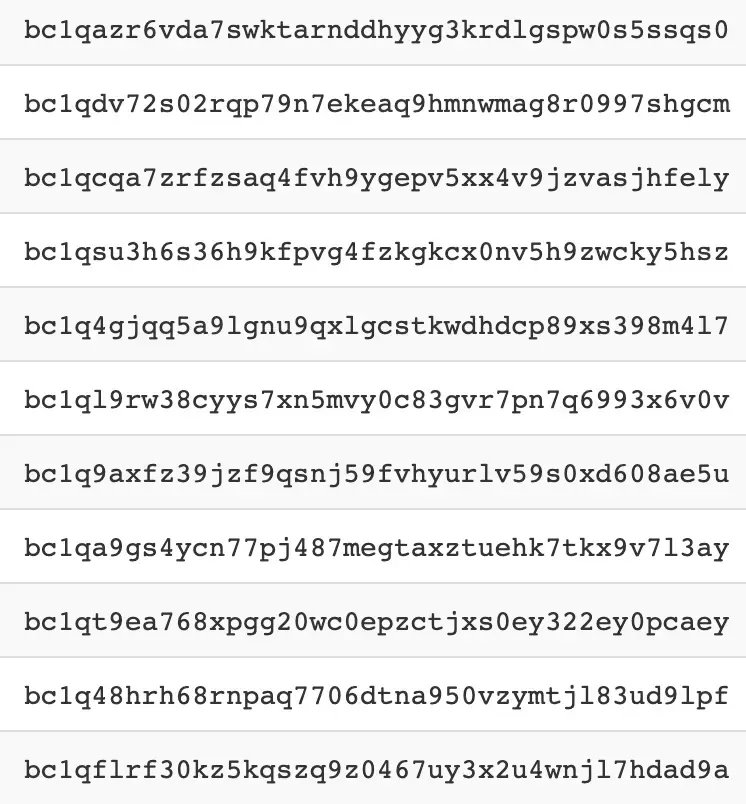 bc1qazr6vda7swktarnddhyyg3krdlgspw0s5ssqs0
bc1qdv72s02rqp79n7ekeaq9hmnwmag8r0997shgcm
bc1qcqa7zrfzsaq4fvh9ygepv5xx4v9jzvasjhfely
bc1qsu3h6s36h9kfpvg4fzkgkcx0nv5h9zwcky5hsz
bc1q4gjqq5a9lgnu9qxlgcstkwdhdcp89xs398m4l7
bc1ql9rw38cyys7xn5mvy0c83gvr7pn7q6993x6v0v
bc1q9axfz39jzf9qsnj59fvhyurlv59s0xd608ae5u
bc1qa9gs4ycn77pj487megtaxztuehk7tkx9v7l3ay
bc1qt9ea768xpgg20wc0epzctjxs0ey322ey0pcaey
bc1q48hrh68rnpaq7706dtna950vzymtjl83ud9lpf
bc1qflrf30kz5kqszq9z0467uy3x2u4wnjl7hdad9a